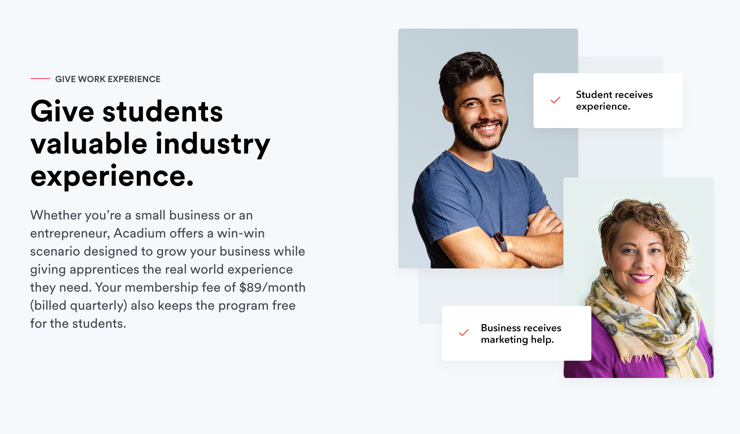 GIVE WORK EXPERIENCE
Give students
valuable industry
experience.
Whether you’re a small business or an
entrepreneur, Acadium offers a win-win
scenario designed to grow your business while
giving apprentices the real world experience
they need. Your membership fee of $89/month
(billed quarterly) also keeps the program free
for the students.
Student receives
experience.
Business receives
marketing help.